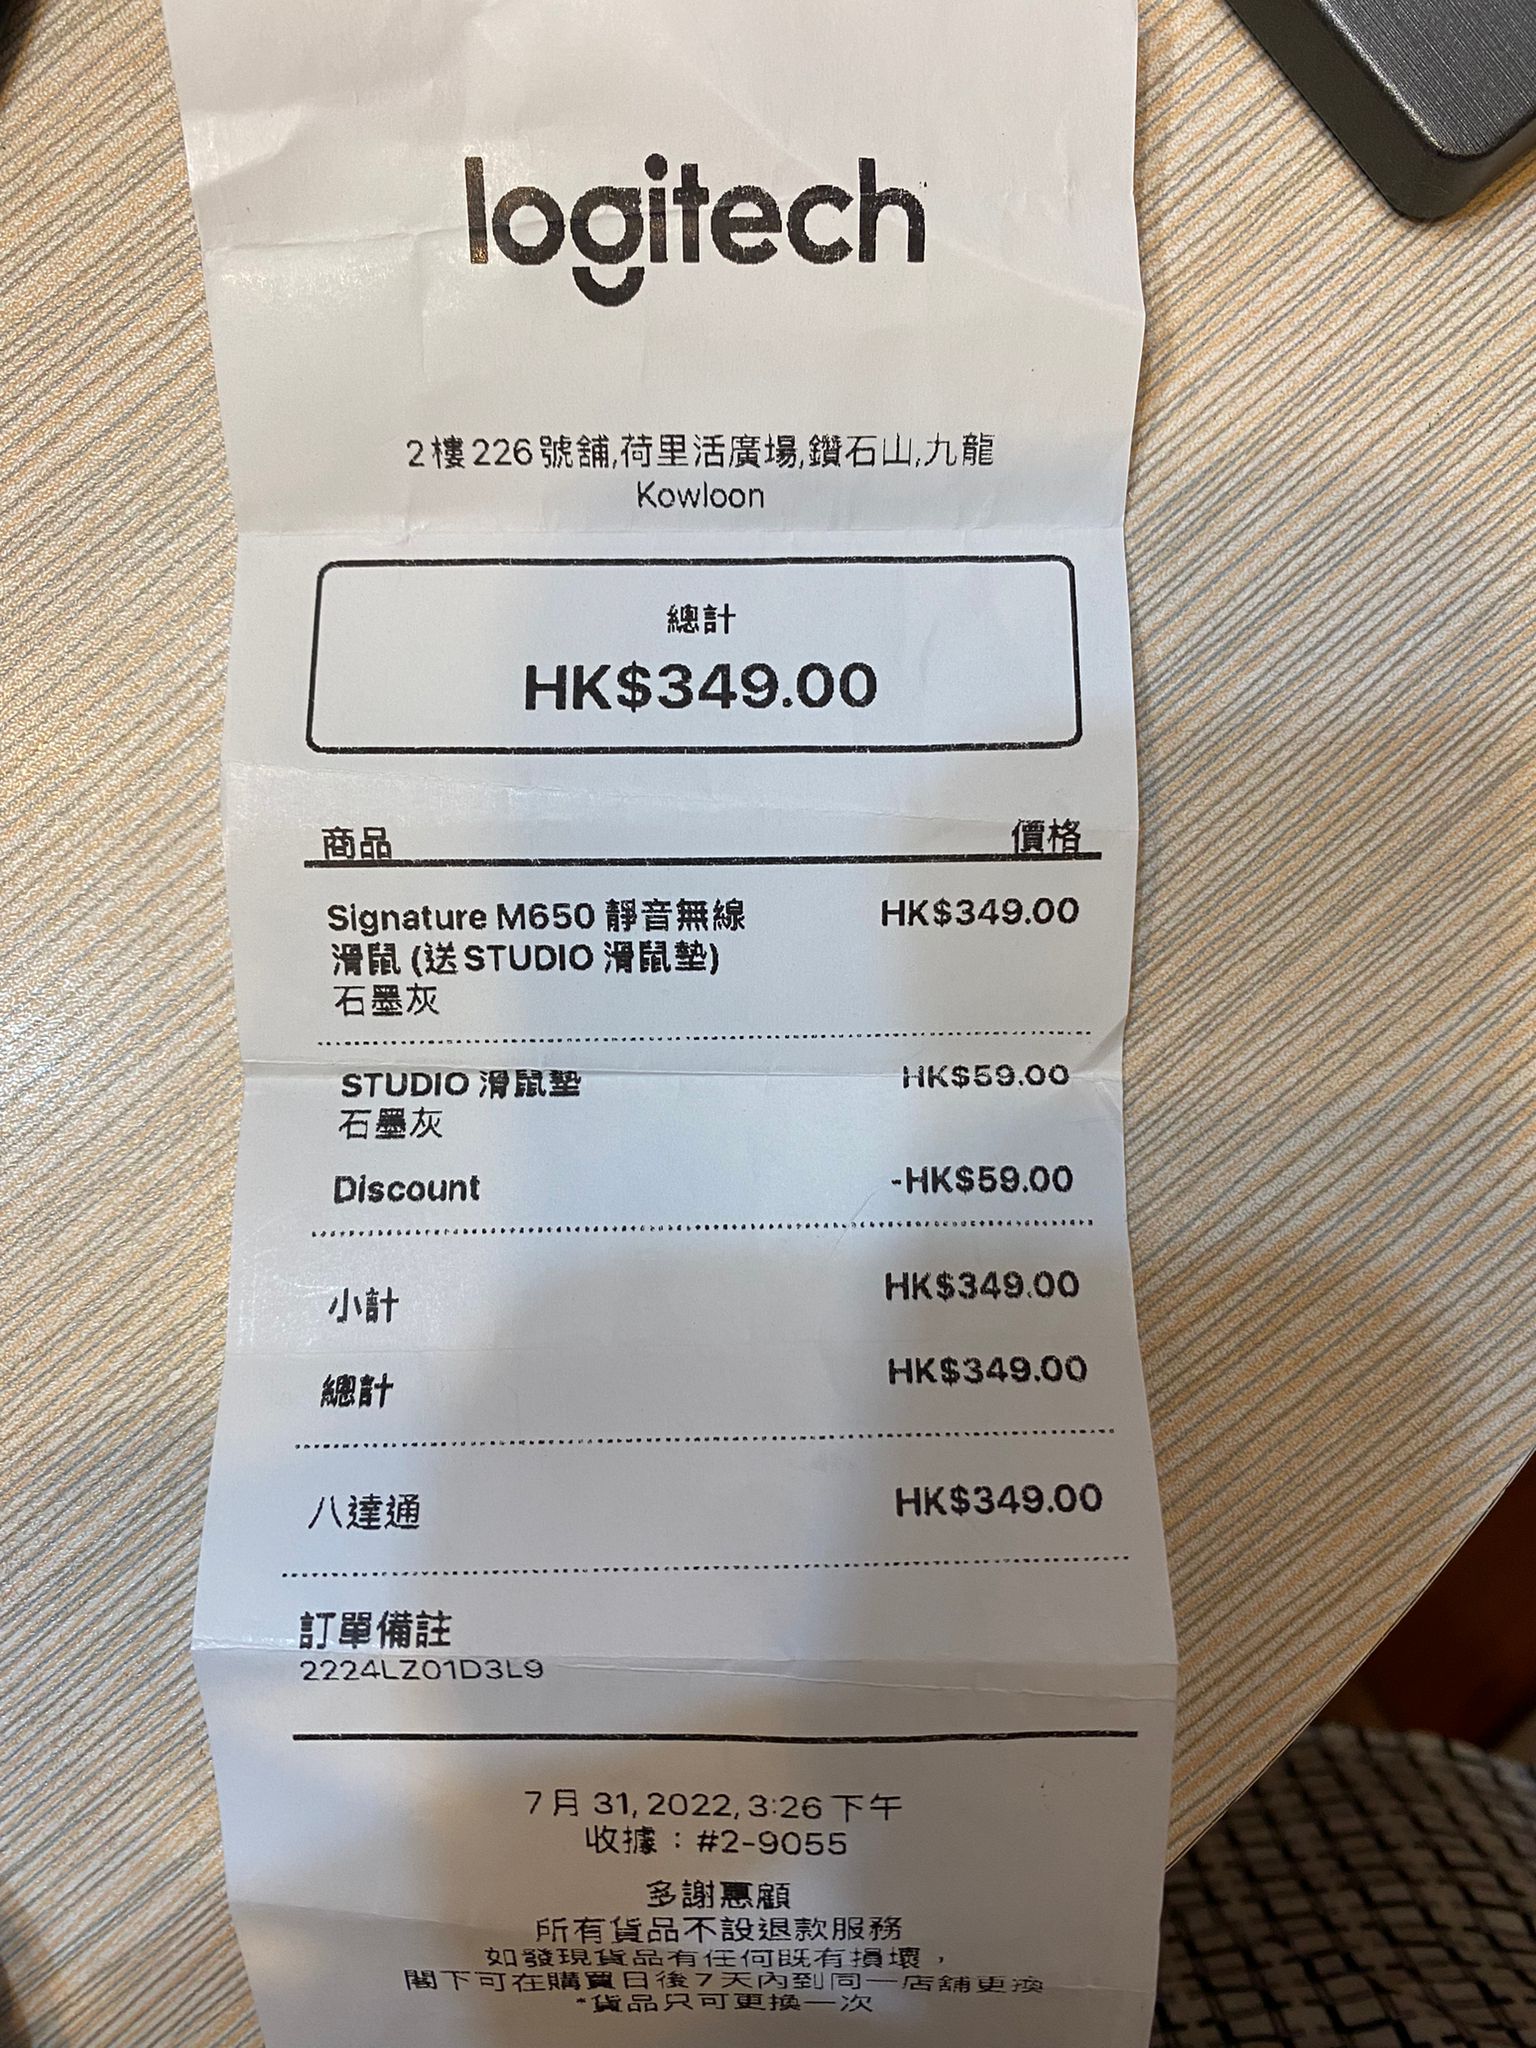 logitech
2樓226號舖,荷里活廣場,鑽石山,九龍
Kowloon
總計
HK$349.00
商品 價格
Signature M650 靜音無線 HK$349.00
滑鼠 (送 STUDIO 滑鼠墊)
石墨灰
STUDIO 滑鼠墊 HK$59.00
石墨灰
Discount -HK$59.00
小計 HK$349.00
總計 HK$349.00
八達通 HK$349.00
訂單備註
2224LZ01D3L9
7月 31, 2022, 3:26 下午
收據：#2-9055
多謝惠顧
所有貨品不設退款服務
如發現貨品有任何既有損壞，
閣下可在購買日後7天內到同一店舖更換
*貨品只可更換一次